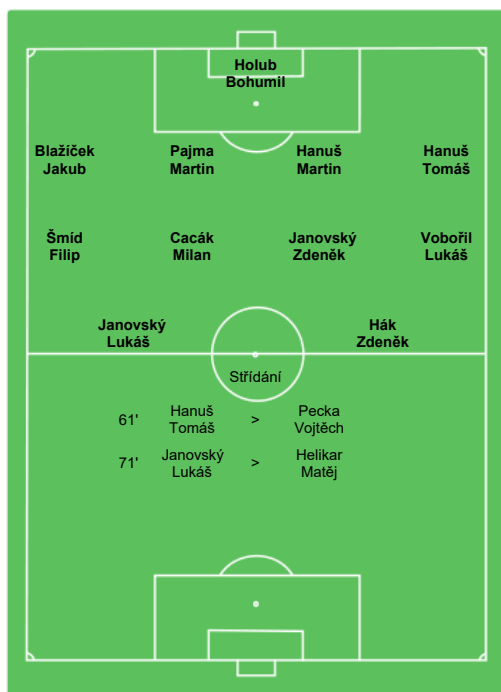 Holub
Bohumil
Blažíček Pajma Hanuš Hanuš
Jakub Martin Martin Tomáš
Šmíd Cacák Janovský Vobořil
Filip Milan Zdeněk Lukáš
Janovský Hák
Lukáš Zdeněk
Střídání
61' Hanuš Tomáš > Pecka Vojtěch
71' Janovský Lukáš > Helikar Matěj